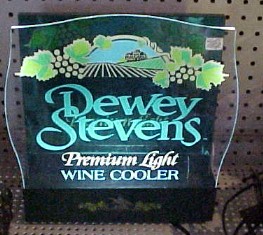 Dewey
Stevens
Premium Light
WINE COOLER